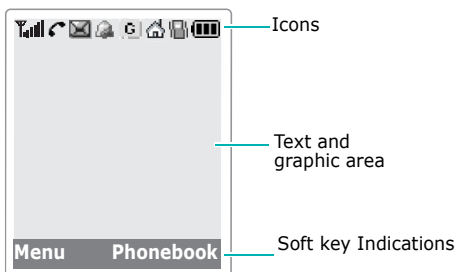 G
Icons
Text and
graphic area
Menu Phonebook
Soft key Indications